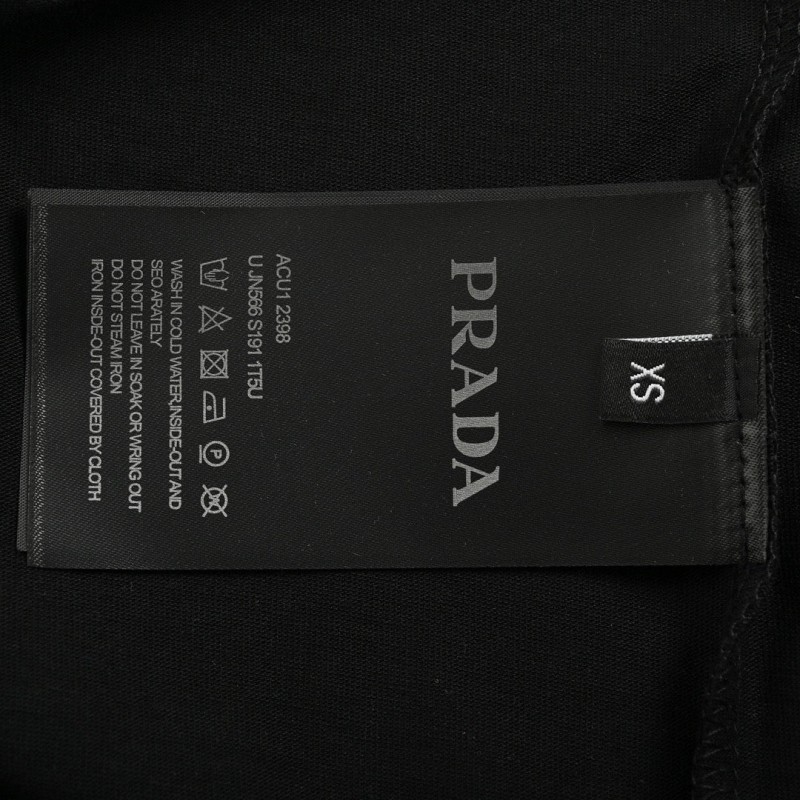 XS
PRADA
ACU1 2398
U JN566 S191 1T5U
P
WASH IN COLD WATER,INSIDE-OUT AND
SEO ARATELY
DO NOT LEAVE IN SOAK OR WRING OUT
DO NOT STEAM IRON
IRON INSIDE-OUT COVERED BY CLOTH